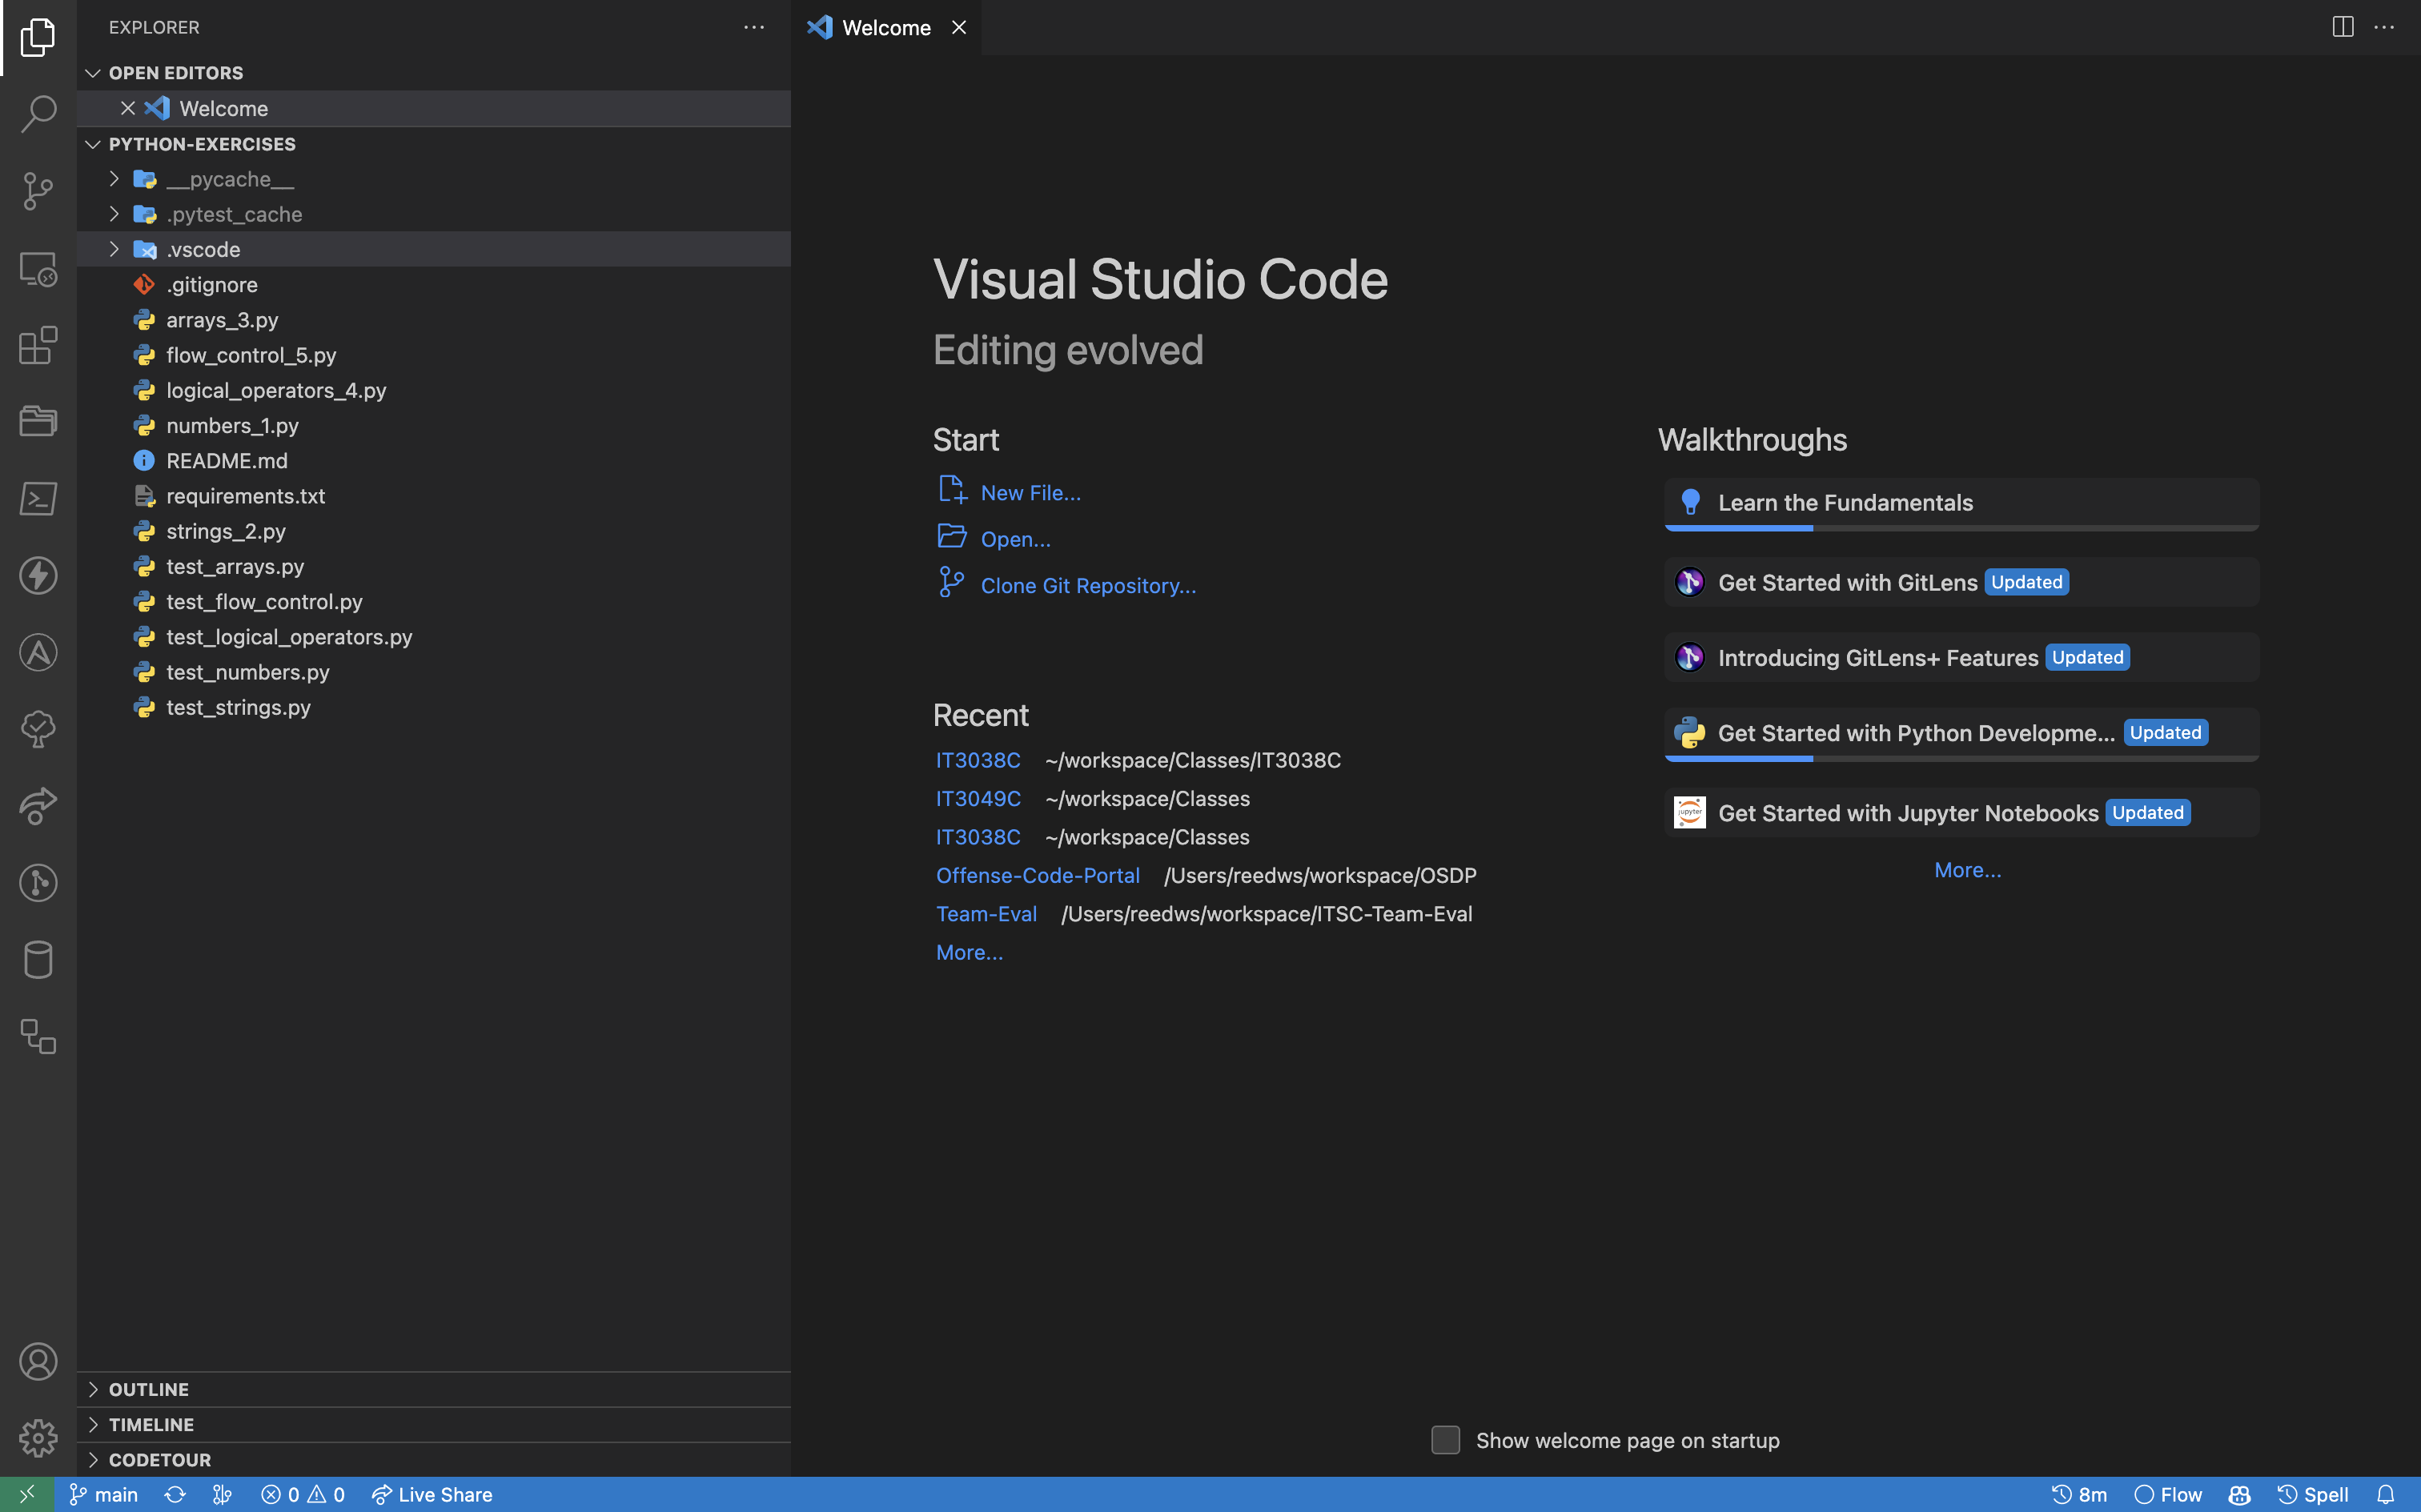 EXPLORER
OPEN EDITORS
Welcome
PYTHON-EXERCISES
__pycache__
.pytest_cache
.vscode
.gitignore
arrays_3.py
flow_control_5.py
logical_operators_4.py
numbers_1.py
README.md
requirements.txt
strings_2.py
test_arrays.py
test_flow_control.py
test_logical_operators.py
test_numbers.py
test_strings.py
OUTLINE
TIMELINE
CODETOUR
Welcome
Visual Studio Code
Editing evolved
Start
New File...
Open...
Clone Git Repository...
Recent
IT3038C ~/workspace/Classes/IT3038C
IT3049C ~/workspace/Classes
IT3038C ~/workspace/Classes
Offense-Code-Portal /Users/reedws/workspace/OSDP
Team-Eval /Users/reedws/workspace/ITSC-Team-Eval
More...
Walkthroughs
Learn the Fundamentals
Get Started with GitLens Updated
Introducing GitLens+ Features Updated
Get Started with Python Developme... Updated
jupyter
Get Started with Jupyter Notebooks Updated
More...
Show welcome page on startup
main 0 0 Live Share 8m Flow Spell